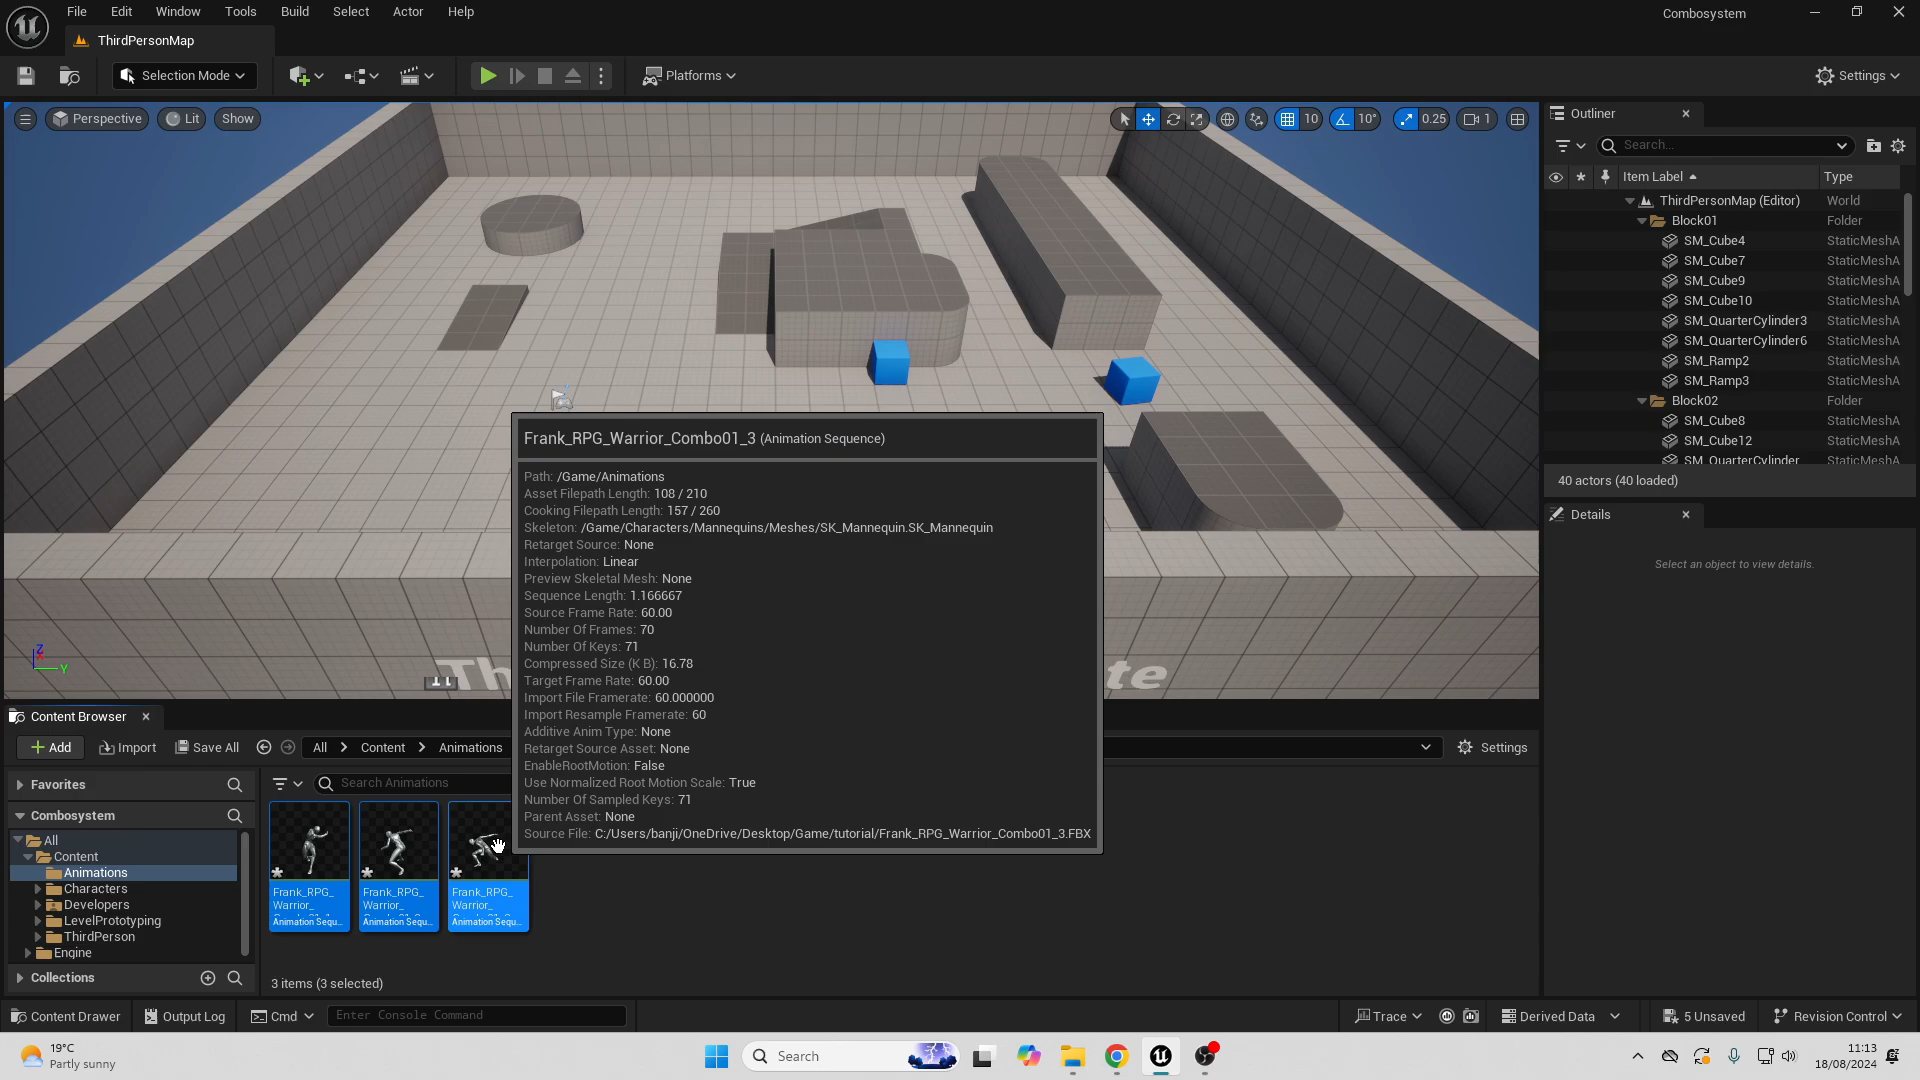 File Edit Window Tools Build Select Actor Help Combosystem
ThirdPersonMap
Selection Mode Platforms Settings
Perspective Lit Show 10 10° 0.25 1
Outliner
Search...
Item Label Type
ThirdPersonMap (Editor) World
Block01 Folder
SM_Cube4 StaticMeshA
SM_Cube7 StaticMeshA
SM_Cube9 StaticMeshA
SM_Cube10 StaticMeshA
SM_QuarterCylinder3 StaticMeshA
SM_QuarterCylinder6 StaticMeshA
SM_Ramp2 StaticMeshA
SM_Ramp3 StaticMeshA
Block02 Folder
SM_Cube8 StaticMeshA
SM_Cube12 StaticMeshA
SM_QuarterCylinder StaticMeshA
40 actors (40 loaded)
Details
Select an object to view details.
Frank_RPG_Warrior_Combo01_3 (Animation Sequence)
Path: /Game/Animations
Asset Filepath Length: 108 / 210
Cooking Filepath Length: 157 / 260
Skeleton: /Game/Characters/Mannequins/Meshes/SK_Mannequin.SK_Mannequin
Retarget Source: None
Interpolation: Linear
Preview Skeletal Mesh: None
Sequence Length: 1.166667
Source Frame Rate: 60.00
Number Of Frames: 70
Number Of Keys: 71
Compressed Size (K B): 16.78
Target Frame Rate: 60.00
Import File Framerate: 60.000000
Import Resample Framerate: 60
Additive Anim Type: None
Retarget Source Asset: None
EnableRootMotion: False
Use Normalized Root Motion Scale: True
Number Of Sampled Keys: 71
Parent Asset: None
Source File: C:/Users/banji/OneDrive/Desktop/Game/tutorial/Frank_RPG_Warrior_Combo01_3.FBX
Z
Y
Content Browser
Add Import Save All All Content Animations Settings
Favorites Search Animations
Combosystem
All
Content
Animations
Characters
Developers
LevelPrototyping
ThirdPerson
Engine
Collections
Frank_RPG_ Frank_RPG_ Frank_RPG_
Warrior_ Warrior_ Warrior_
Animation Sequ... Animation Sequ... Animation Sequ...
3 items (3 selected)
Content Drawer Output Log Cmd Enter Console Command Trace Derived Data 5 Unsaved Revision Control
19°C
Partly sunny
Search
11:13
18/08/2024